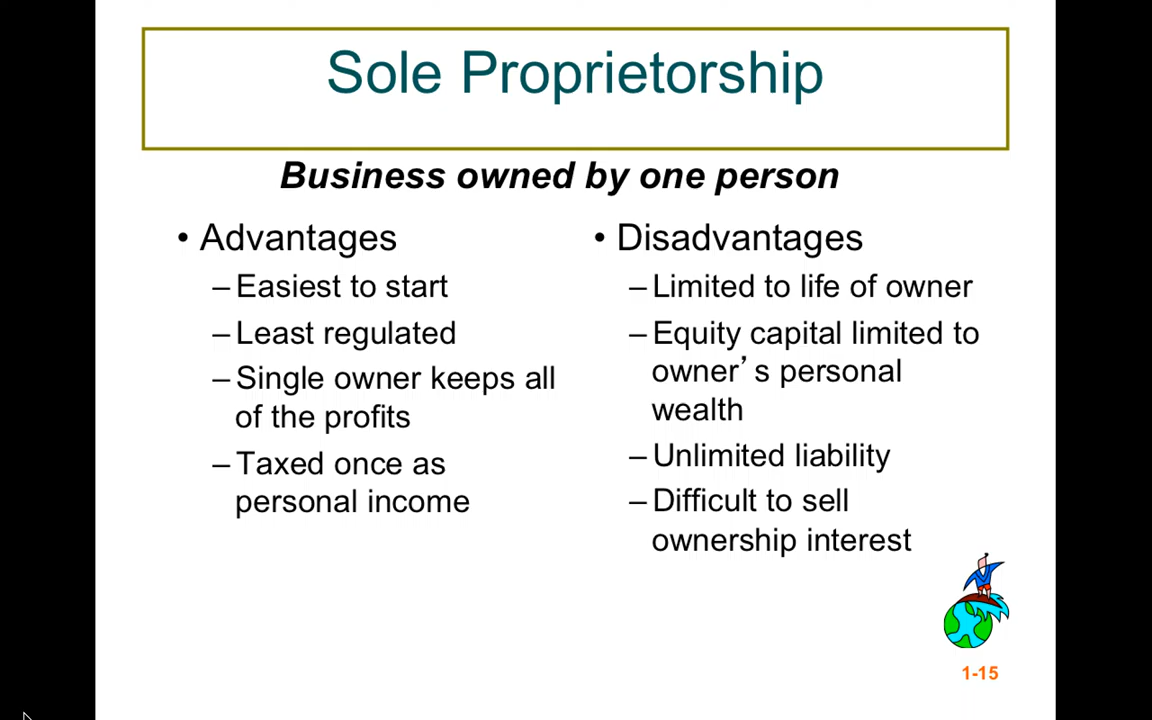 Sole Proprietorship
Business owned by one person
• Advantages
–Easiest to start
–Least regulated
–Single owner keeps all
of the profits
–Taxed once as
personal income
• Disadvantages
–Limited to life of owner
–Equity capital limited to
owner’s personal
wealth
–Unlimited liability
–Difficult to sell
ownership interest
1-15